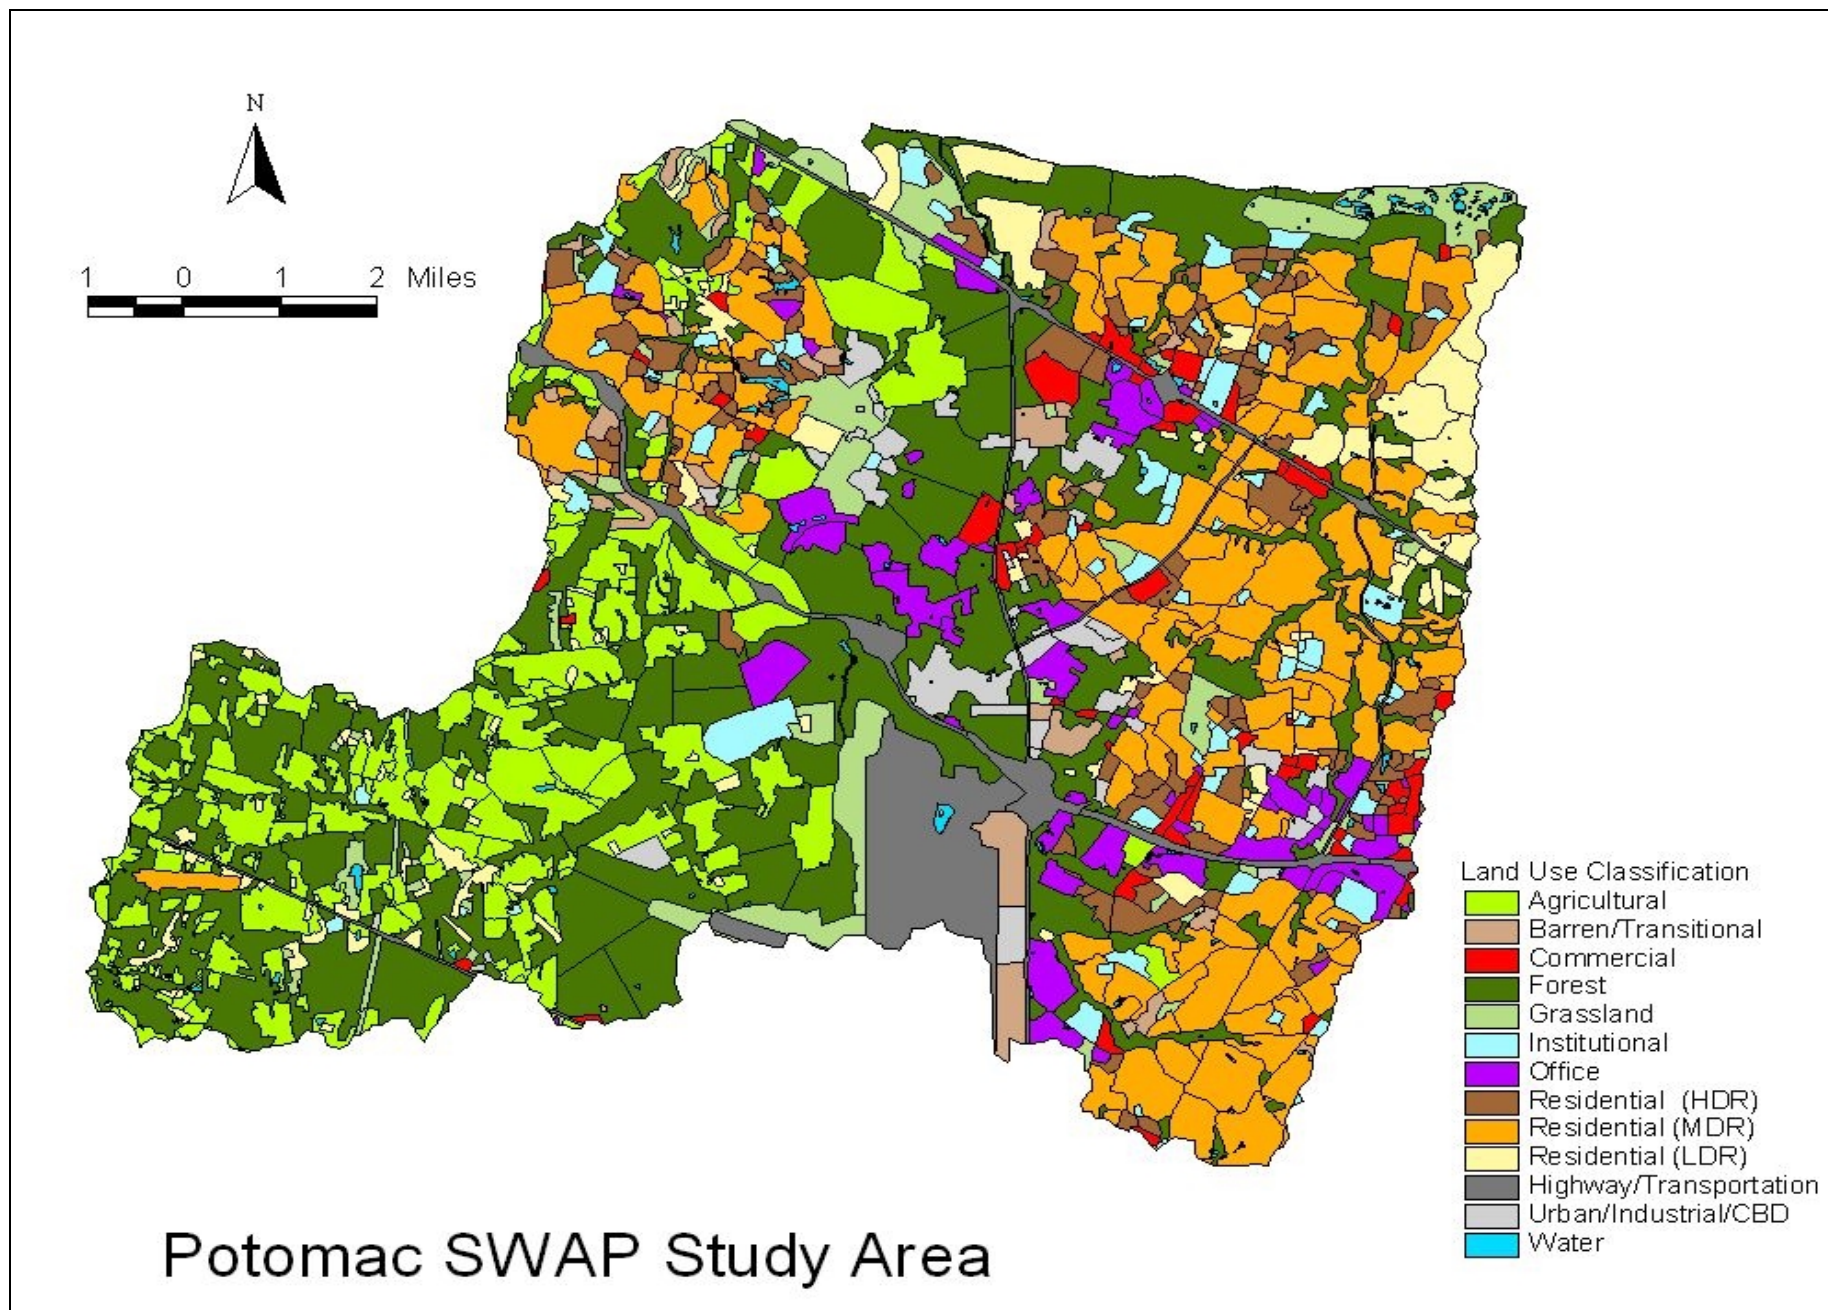 N
1 0 1 2 Miles
Land Use Classification
Agricultural
Barren/Transitional
Commercial
Forest
Grassland
Institutional
Office
Residential (HDR)
Residential (MDR)
Residential (LDR)
Highway/Transportation
Urban/Industrial/CBD
Water
Potomac SWAP Study Area